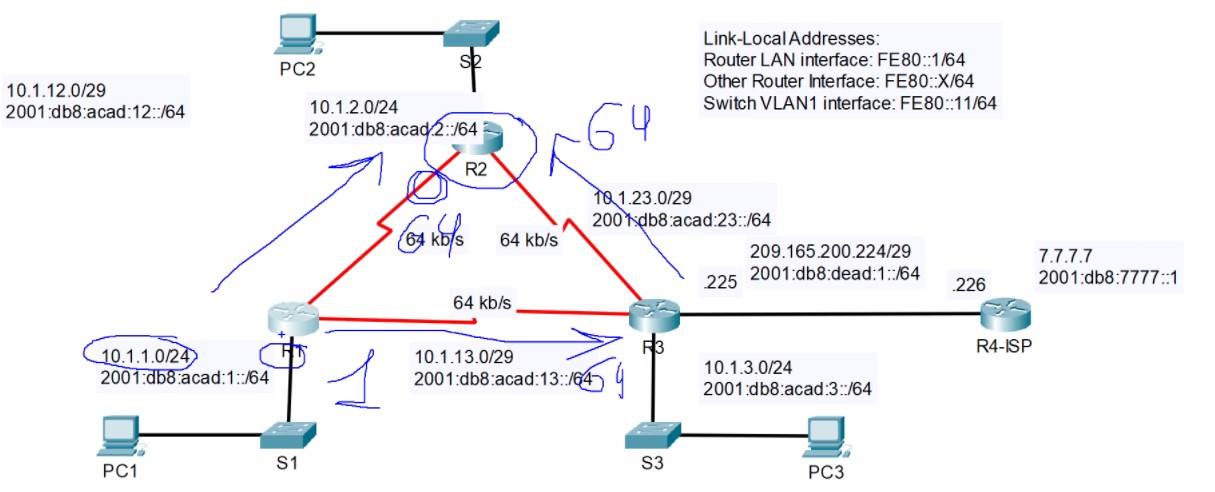 Link-Local Addresses:
Router LAN interface: FE80::1/64
Other Router Interface: FE80::X/64
Switch VLAN1 interface: FE80::11/64
PC2
S2
10.1.12.0/29
2001:db8:acad:12::/64
10.1.2.0/24
2001:db8:acad:2::/64
64
R2
10.1.23.0/29
2001:db8:acad:23::/64
64
64 kb/s
64 kb/s
209.165.200.224/29
2001:db8:dead:1::/64
.225
.226
7.7.7.7
2001:db8:7777::1
64 kb/s
R1
R3
R4-ISP
10.1.1.0/24
2001:db8:acad:1::/64
1
10.1.13.0/29
2001:db8:acad:13::/64
64
10.1.3.0/24
2001:db8:acad:3::/64
PC1
S1
S3
PC3